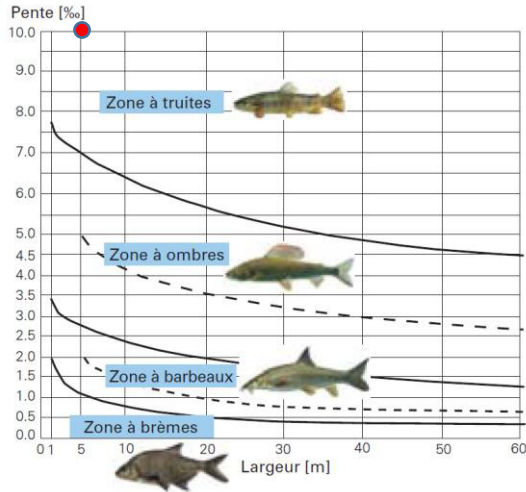 Pente [‰]
10.0
9.0
Zone à truites
8.0
7.0
6.0
5.0
4.5
Zone à ombres
4.0
3.5
3.0
2.5
2.0
1.5
Zone à barbeaux
1.0
0.5
Zone à brèmes
0.0
0 1 5 10 20 30 40 50 60
Largeur [m]